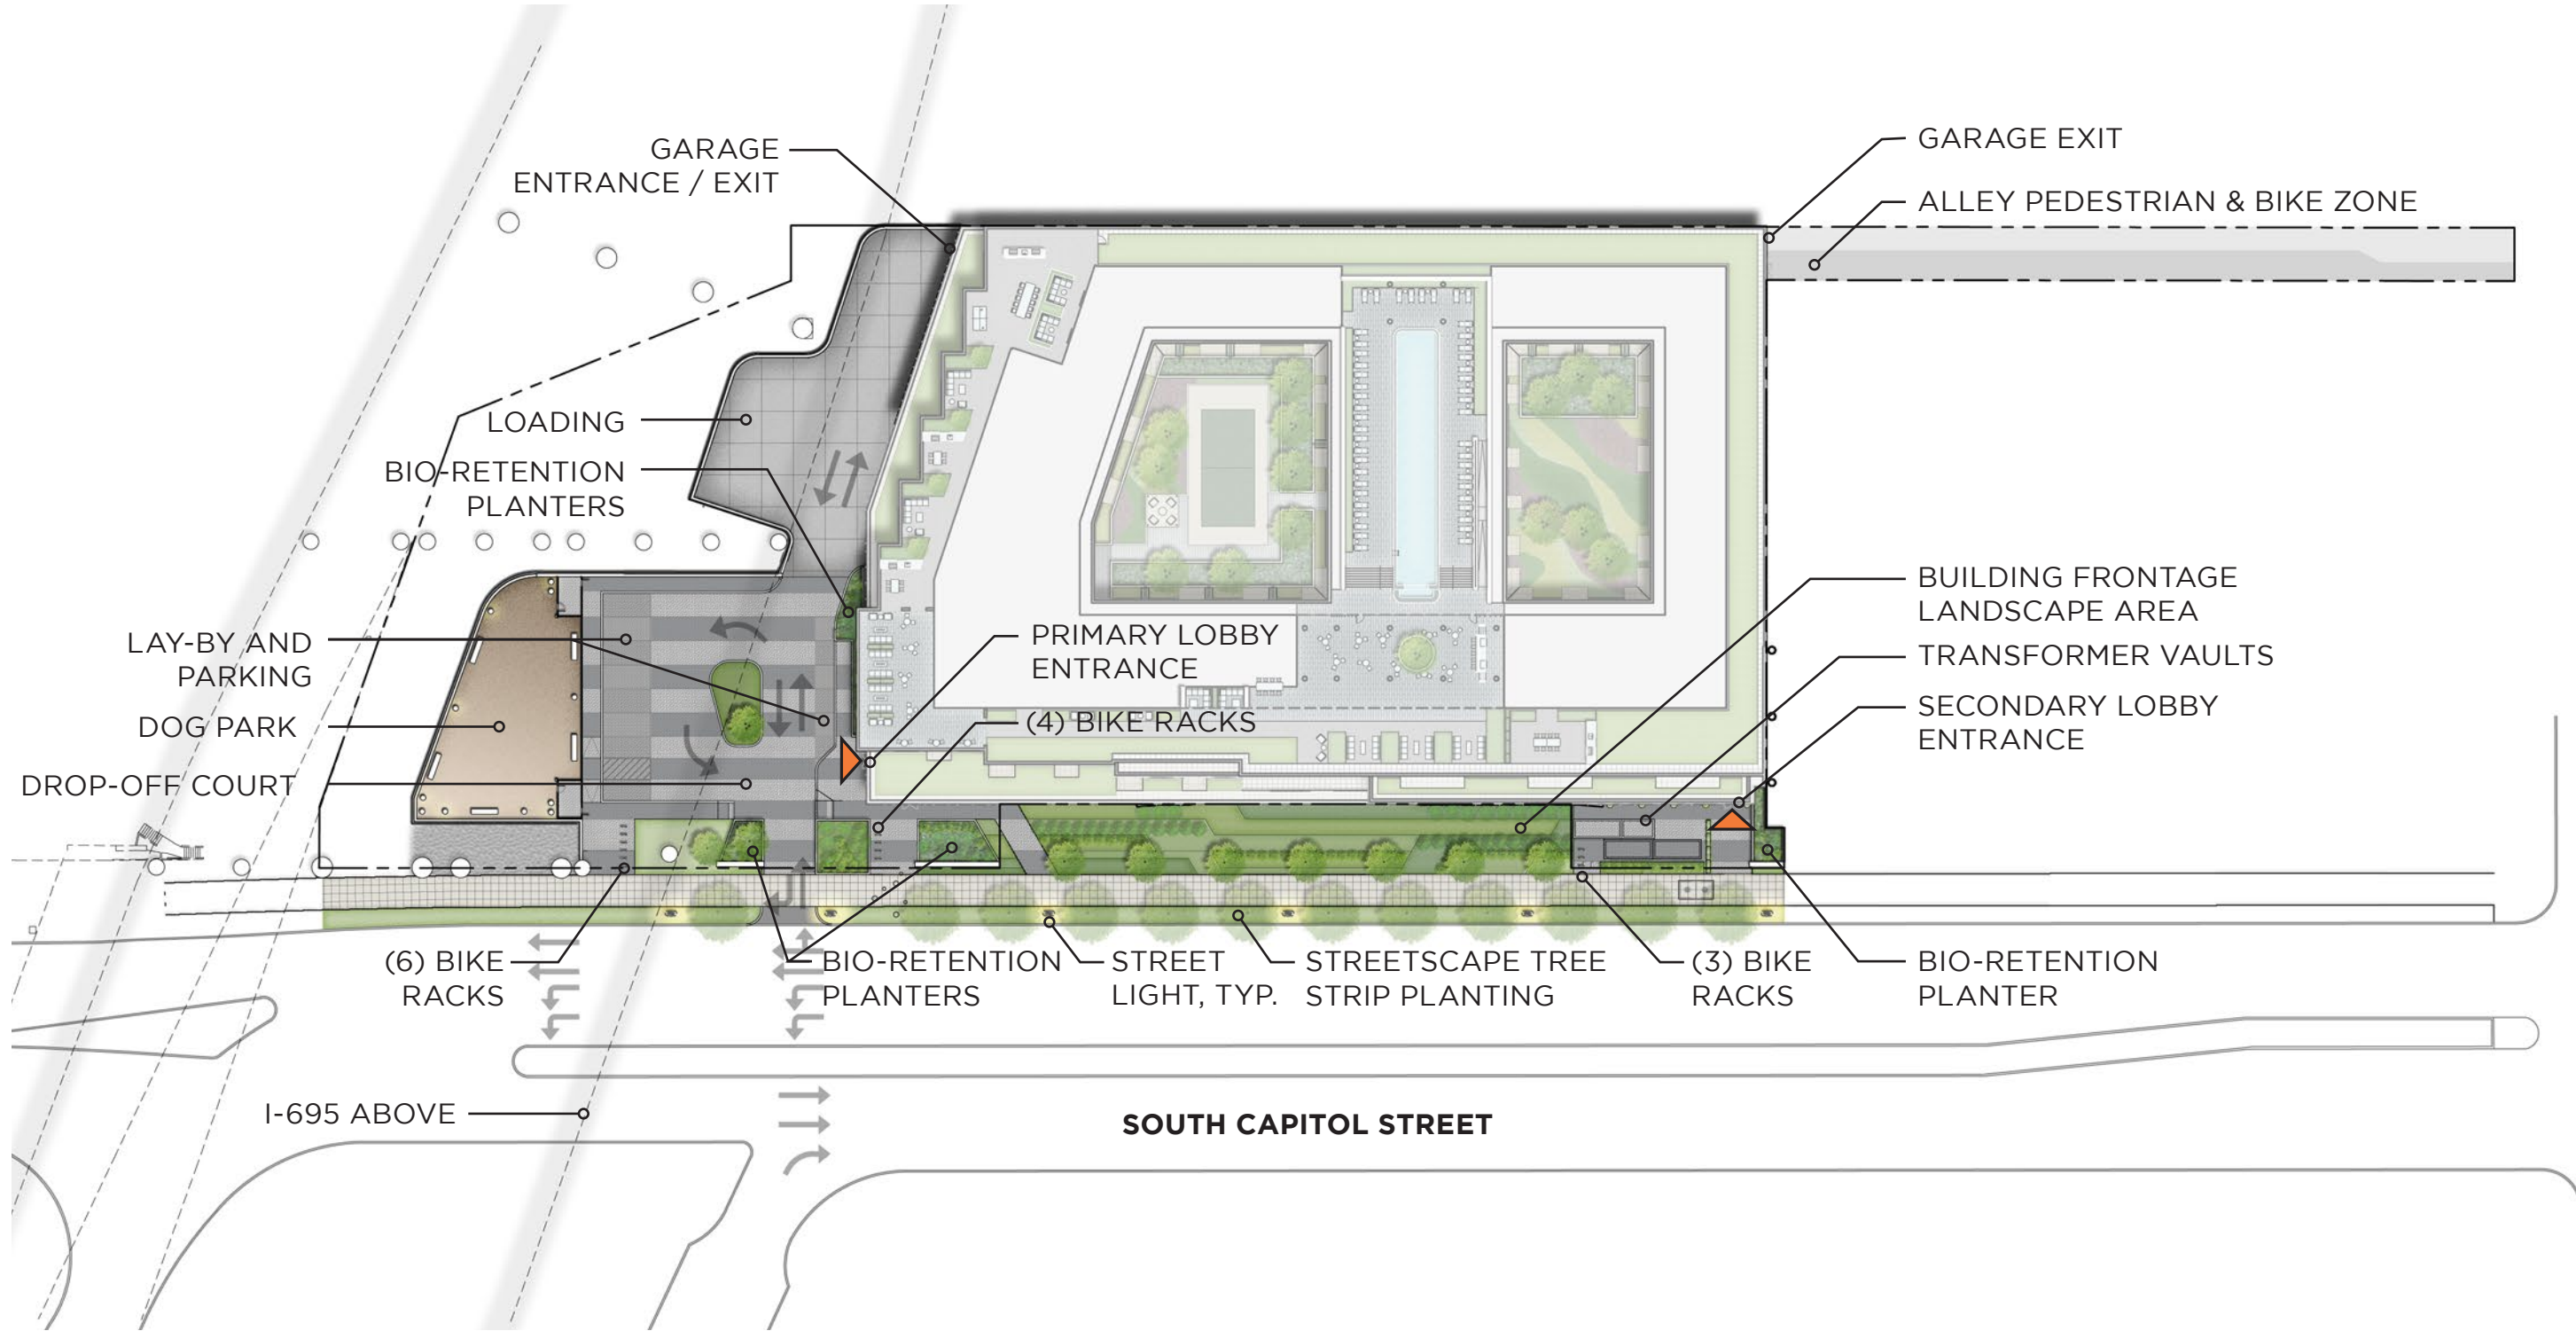 GARAGE
ENTRANCE / EXIT
GARAGE EXIT
ALLEY PEDESTRIAN & BIKE ZONE
LOADING
BIO-RETENTION
PLANTERS
BUILDING FRONTAGE
LANDSCAPE AREA
LAY-BY AND
PARKING
PRIMARY LOBBY
ENTRANCE
TRANSFORMER VAULTS
DOG PARK
(4) BIKE RACKS
SECONDARY LOBBY
ENTRANCE
DROP-OFF COURT
(6) BIKE
RACKS
BIO-RETENTION
PLANTERS
STREET
LIGHT, TYP.
STREETSCAPE TREE
STRIP PLANTING
(3) BIKE
RACKS
BIO-RETENTION
PLANTER
I-695 ABOVE
SOUTH CAPITOL STREET